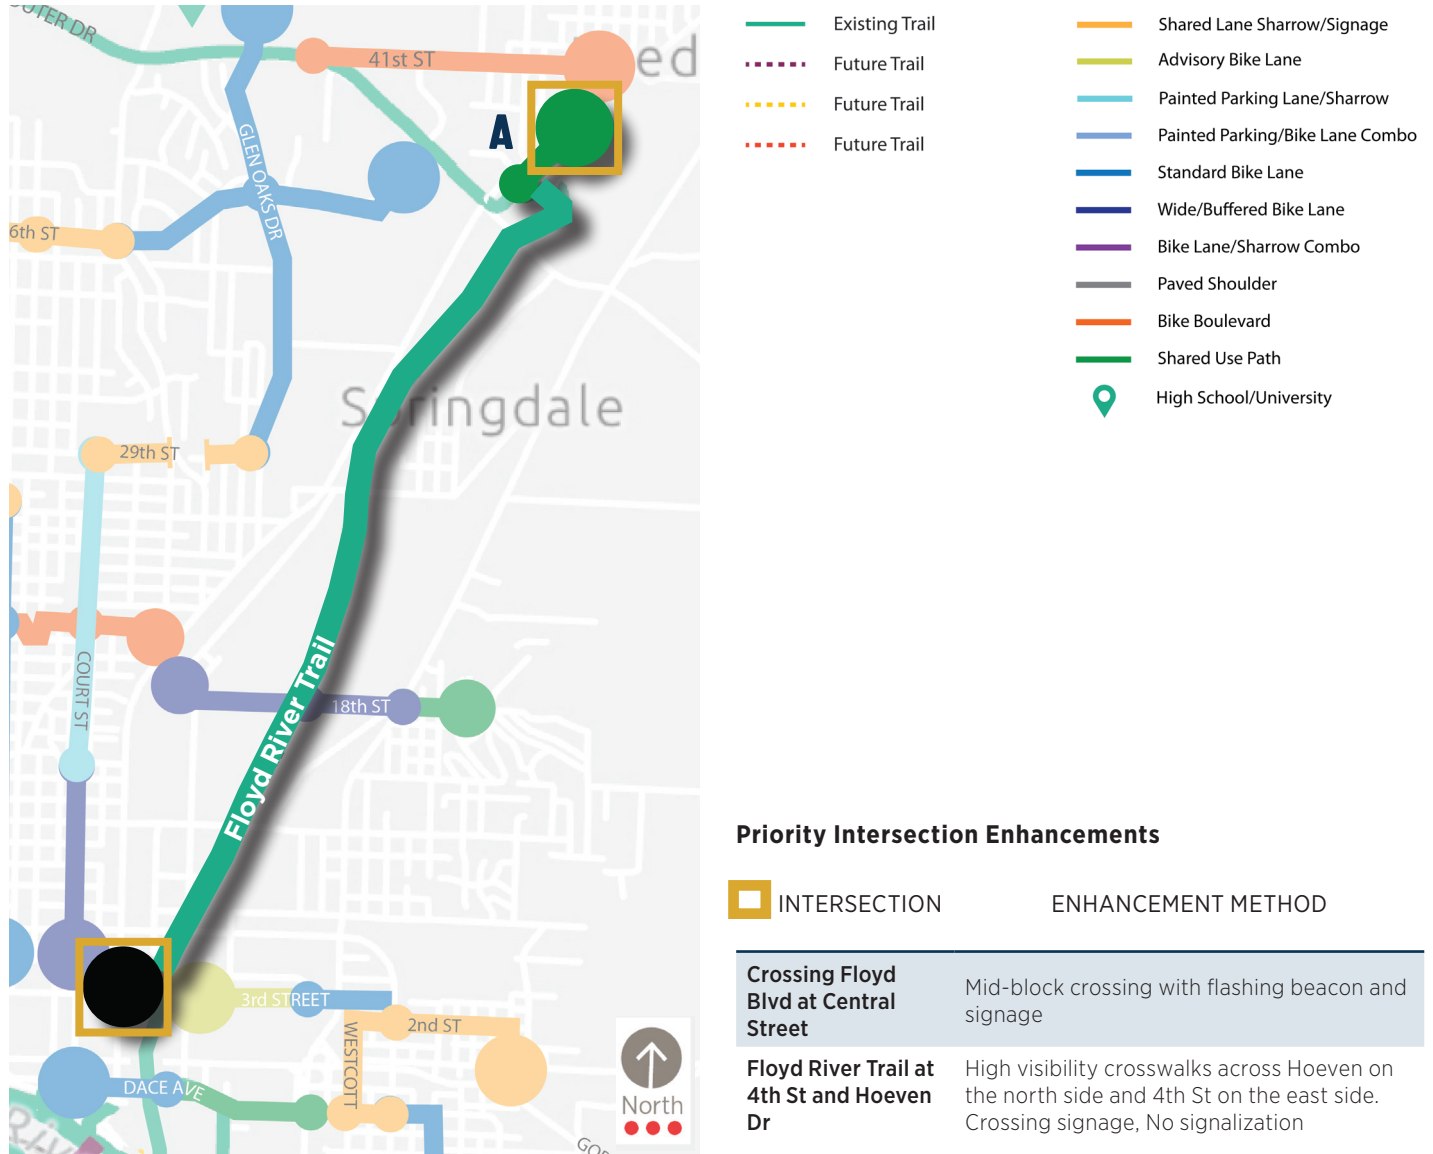 OUTER DR
41st ST
A
GLEN OAKS DR
6th ST
Springdale
29th ST
COURT ST
Floyd River Trail
18th ST
3rd STREET
2nd ST
WESTCOTT
DACE AVE
North
Existing Trail
Future Trail
Future Trail
Future Trail
Shared Lane Sharrow/Signage
Advisory Bike Lane
Painted Parking Lane/Sharrow
Painted Parking/Bike Lane Combo
Standard Bike Lane
Wide/Buffered Bike Lane
Bike Lane/Sharrow Combo
Paved Shoulder
Bike Boulevard
Shared Use Path
High School/University
Priority Intersection Enhancements
INTERSECTION ENHANCEMENT METHOD
Crossing Floyd
Blvd at Central
Street
Mid-block crossing with flashing beacon and
signage
Floyd River Trail at
4th St and Hoeven
Dr
High visibility crosswalks across Hoeven on
the north side and 4th St on the east side.
Crossing signage, No signalization